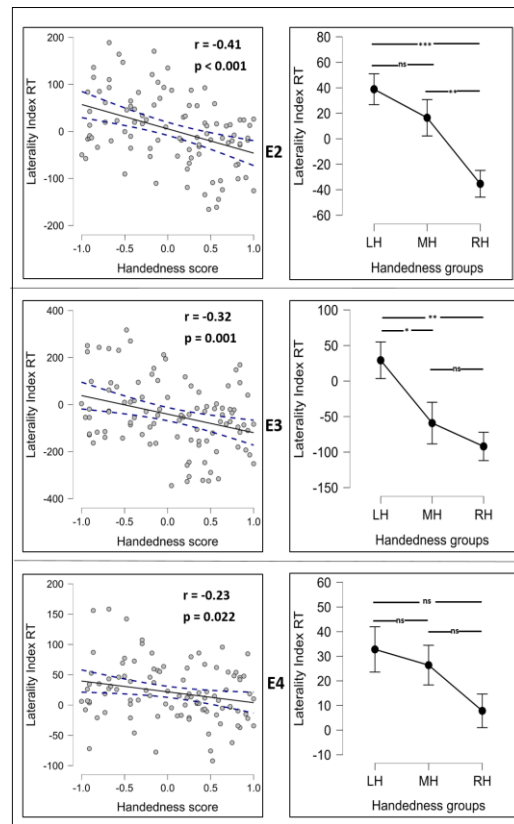 r = -0.41
p < 0.001
Laterality Index RT
200
100
0
-100
-200
-1.0 -0.5 0.0 0.5 1.0
Handedness score
E2
Laterality Index RT
80
60
40
20
0
-20
-40
-60
***
ns
**
LH MH RH
Handedness groups
r = -0.32
p = 0.001
Laterality Index RT
400
200
0
-200
-400
-1.0 -0.5 0.0 0.5 1.0
Handedness score
E3
Laterality Index RT
100
50
0
-50
-100
-150
**
*
ns
LH MH RH
Handedness groups
r = -0.23
p = 0.022
Laterality Index RT
200
150
100
50
0
-50
-100
-1.0 -0.5 0.0 0.5 1.0
Handedness score
E4
Laterality Index RT
60
50
40
30
20
10
0
-10
ns
ns
ns
LH MH RH
Handedness groups